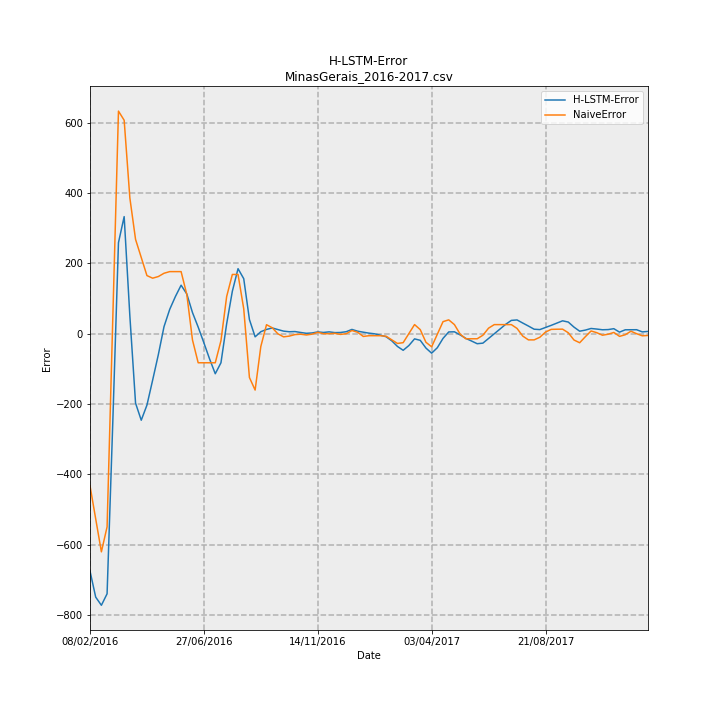 H-LSTM-Error
MinasGerais_2016-2017.csv
H-LSTM-Error
NaiveError
600
400
200
0
−200
−400
−600
−800
Error
08/02/2016
27/06/2016
14/11/2016
03/04/2017
21/08/2017
Date